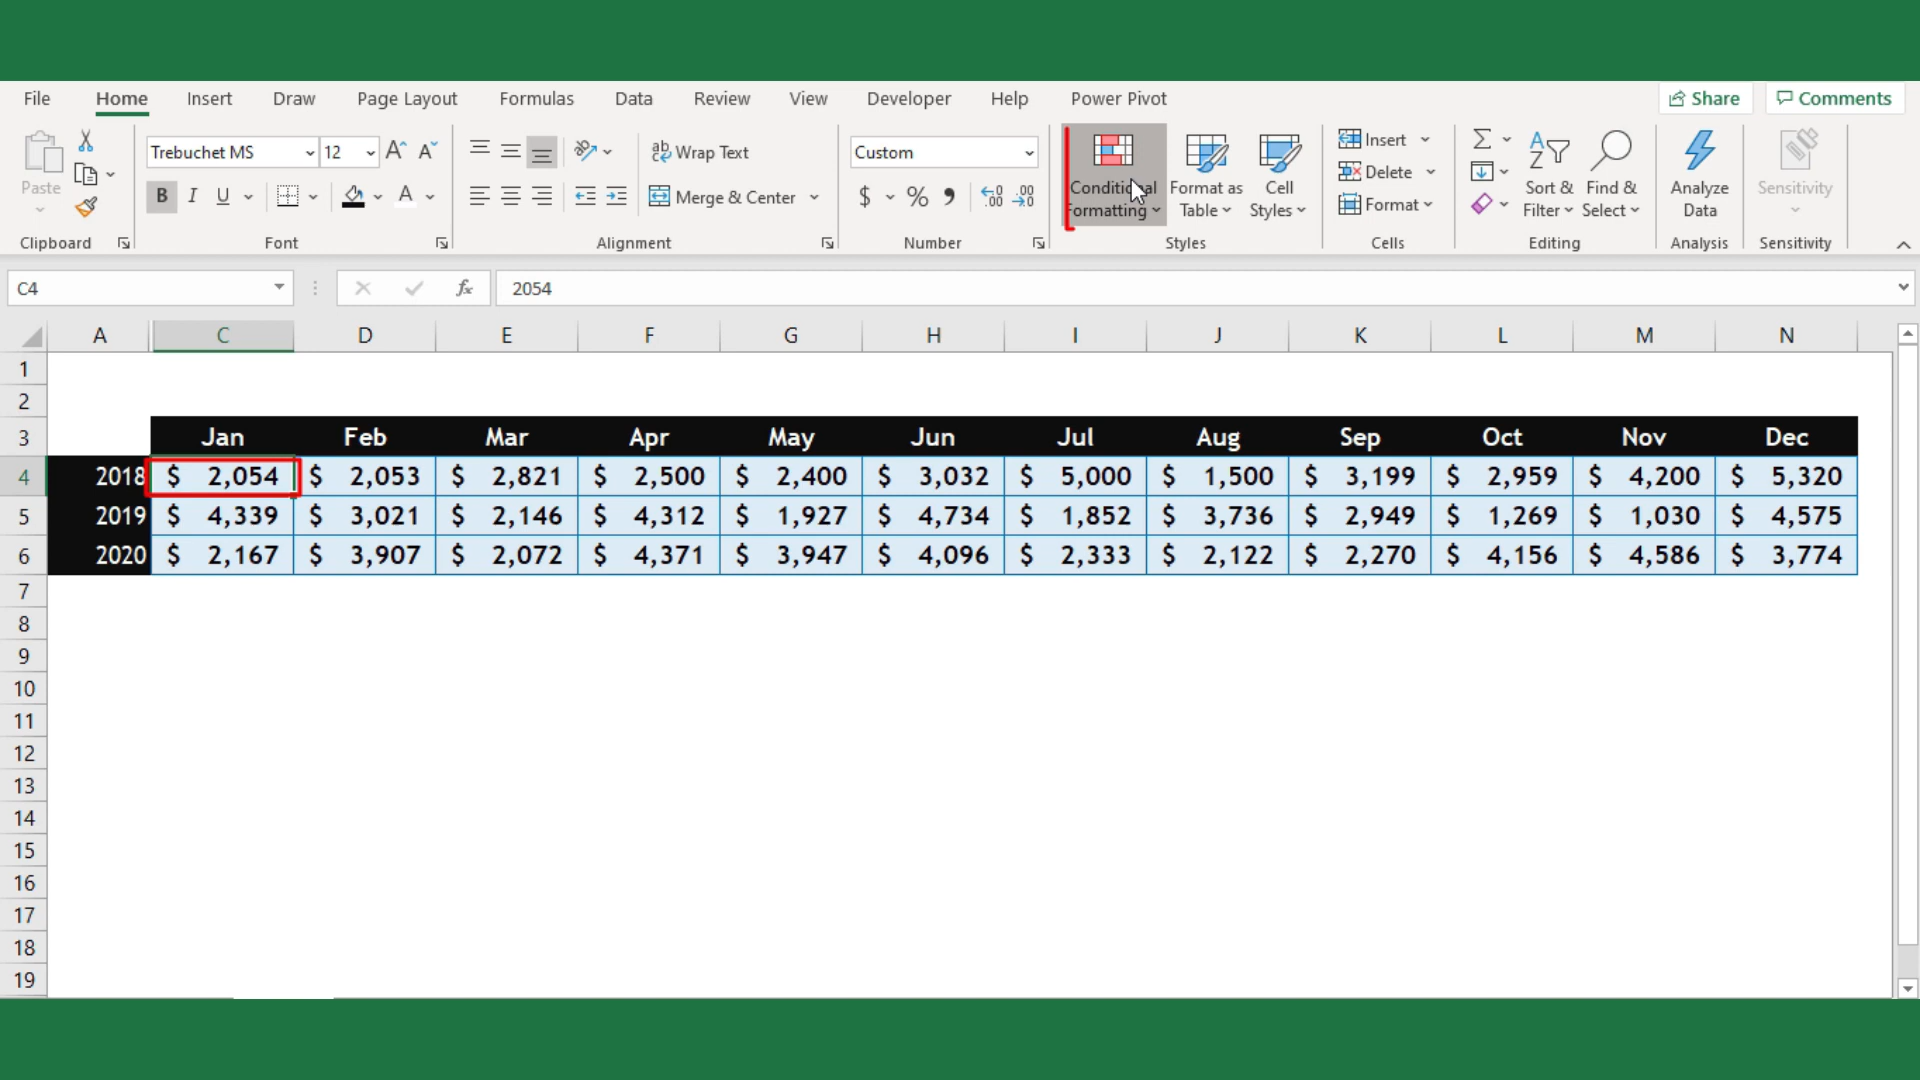 File Home Insert Draw Page Layout Formulas Data Review View Developer Help Power Pivot Share Comments
Paste
Trebuchet MS 12
B I U
Wrap Text
Merge & Center
Custom
$ %
Conditional Formatting
Format as Table
Cell Styles
Insert
Delete
Format
Sort & Filter
Find & Select
Analyze Data
Sensitivity
Clipboard Font Alignment Number Styles Cells Editing Analysis Sensitivity
C4 fx 2054
A C D E F G H I J K L M N
1
2
3 Jan Feb Mar Apr May Jun Jul Aug Sep Oct Nov Dec
4 2018 $ 2,054 $ 2,053 $ 2,821 $ 2,500 $ 2,400 $ 3,032 $ 5,000 $ 1,500 $ 3,199 $ 2,959 $ 4,200 $ 5,320
5 2019 $ 4,339 $ 3,021 $ 2,146 $ 4,312 $ 1,927 $ 4,734 $ 1,852 $ 3,736 $ 2,949 $ 1,269 $ 1,030 $ 4,575
6 2020 $ 2,167 $ 3,907 $ 2,072 $ 4,371 $ 3,947 $ 4,096 $ 2,333 $ 2,122 $ 2,270 $ 4,156 $ 4,586 $ 3,774
7
8
9
10
11
12
13
14
15
16
17
18
19